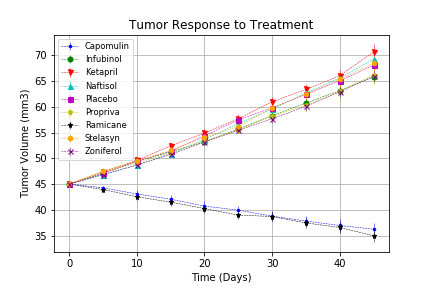 Tumor Response to Treatment
Tumor Volume (mm3)
70
65
60
55
50
45
40
35
Capomulin
Infubinol
Ketapril
Naftisol
Placebo
Propriva
Ramicane
Stelasyn
Zoniferol
0
10
20
30
40
Time (Days)